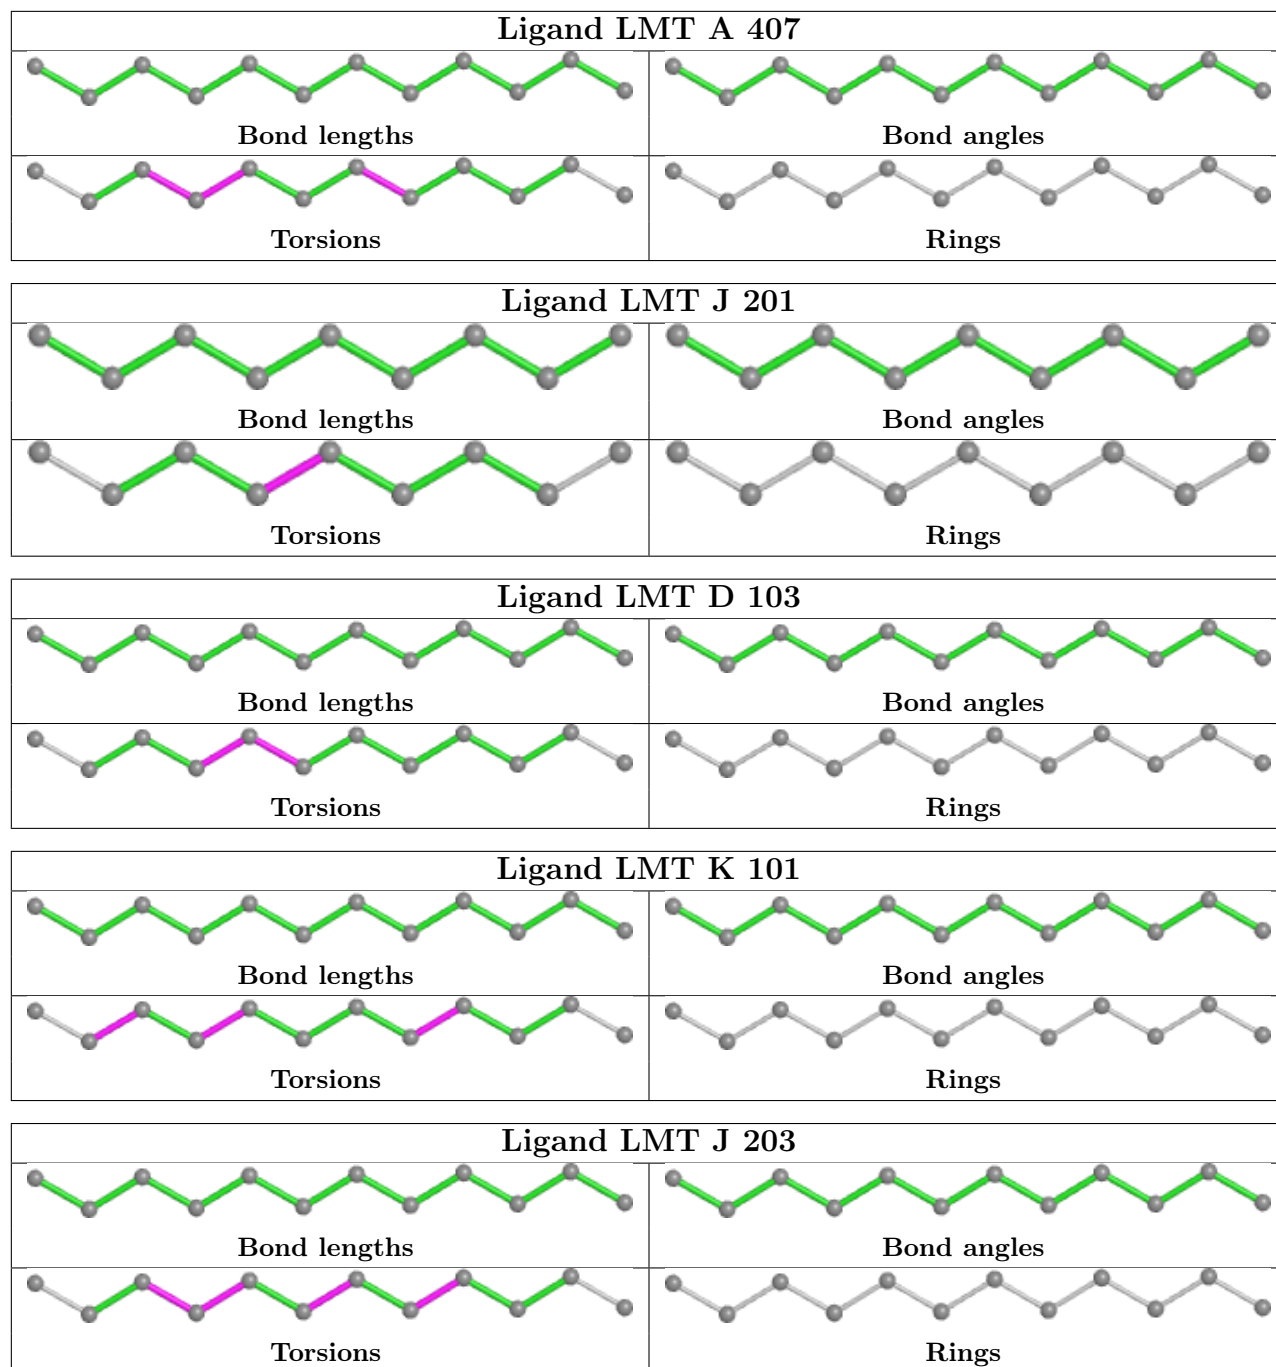 Ligand LMT A 407
Bond lengths
Bond angles
Torsions
Rings
Ligand LMT J 201
Bond lengths
Bond angles
Torsions
Rings
Ligand LMT D 103
Bond lengths
Bond angles
Torsions
Rings
Ligand LMT K 101
Bond lengths
Bond angles
Torsions
Rings
Ligand LMT J 203
Bond lengths
Bond angles
Torsions
Rings